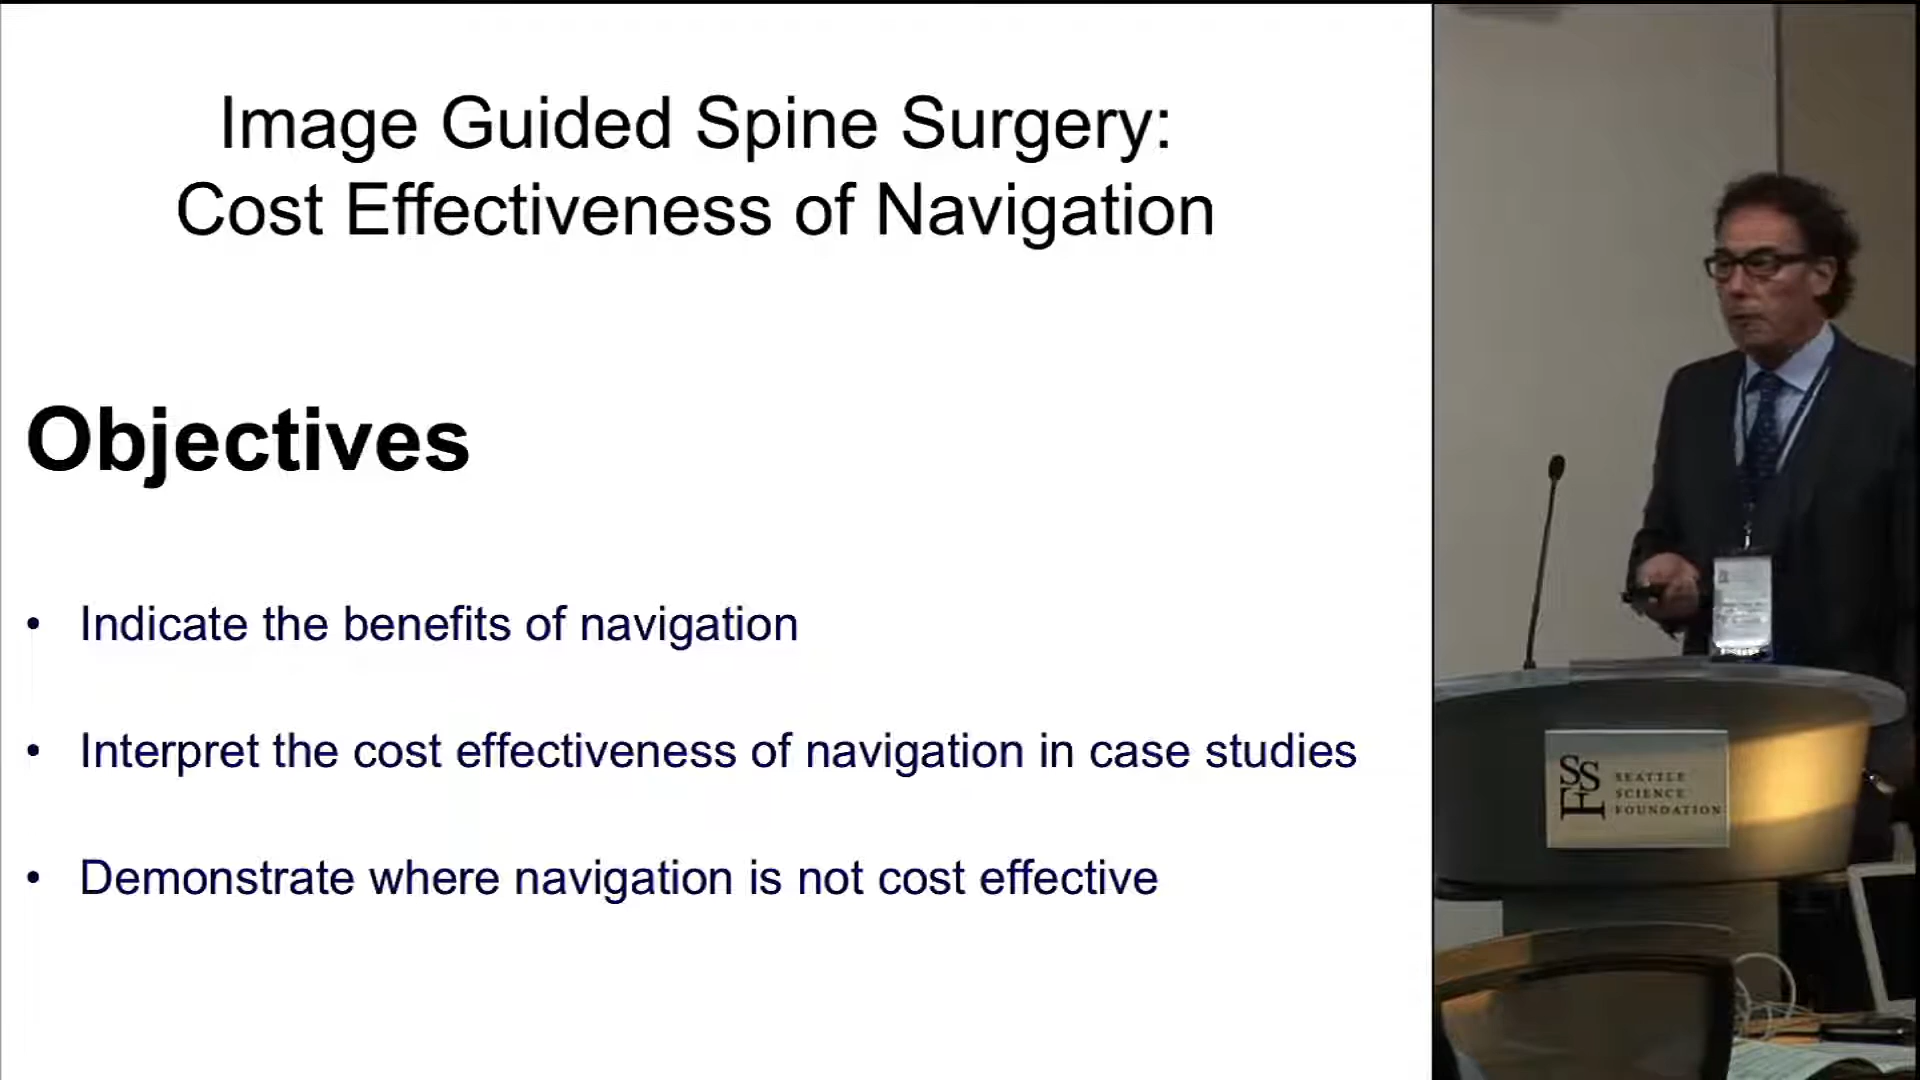 Image Guided Spine Surgery:
Cost Effectiveness of Navigation
Objectives
• Indicate the benefits of navigation
• Interpret the cost effectiveness of navigation in case studies
• Demonstrate where navigation is not cost effective
SSF
SEATTLE
SCIENCE
FOUNDATION